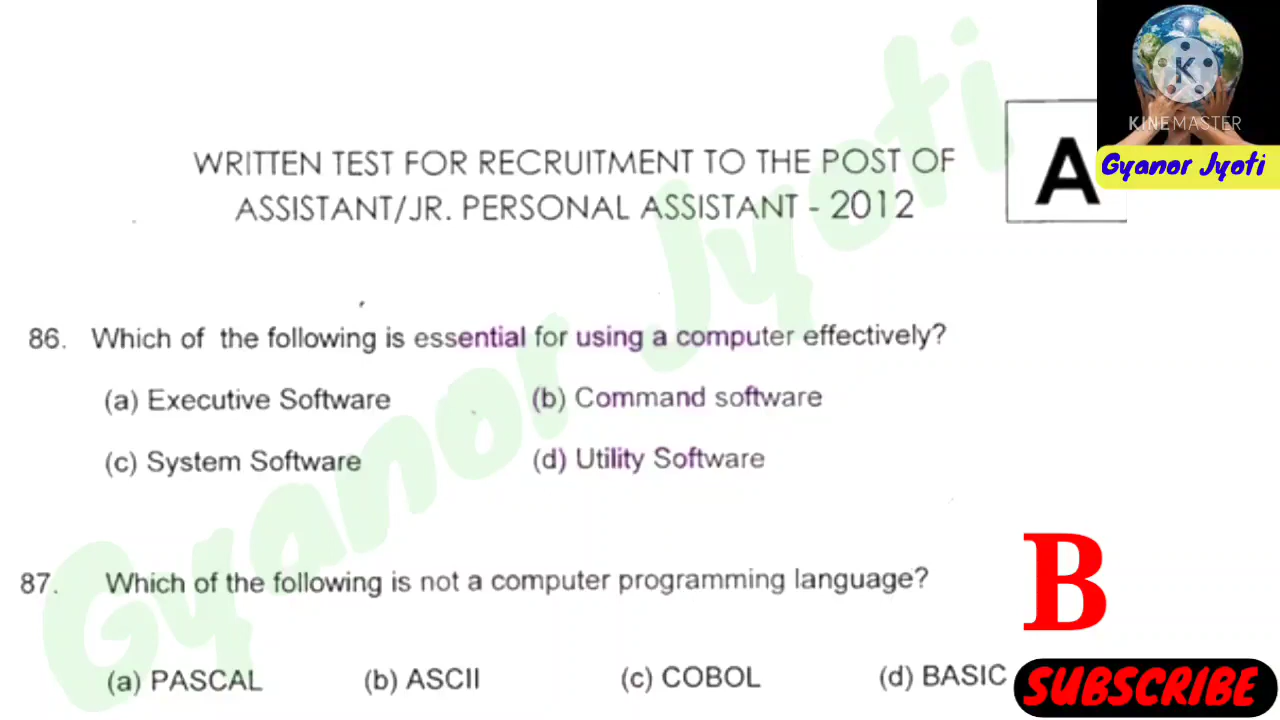 K
KINEMASTER
Gyanor Jyoti
A
WRITTEN TEST FOR RECRUITMENT TO THE POST OF
ASSISTANT/JR. PERSONAL ASSISTANT - 2012
Gyanor Jyoti
86. Which of the following is essential for using a computer effectively?
(a) Executive Software (b) Command software
(c) System Software (d) Utility Software
B
87. Which of the following is not a computer programming language?
(a) PASCAL (b) ASCII (c) COBOL (d) BASIC
SUBSCRIBE